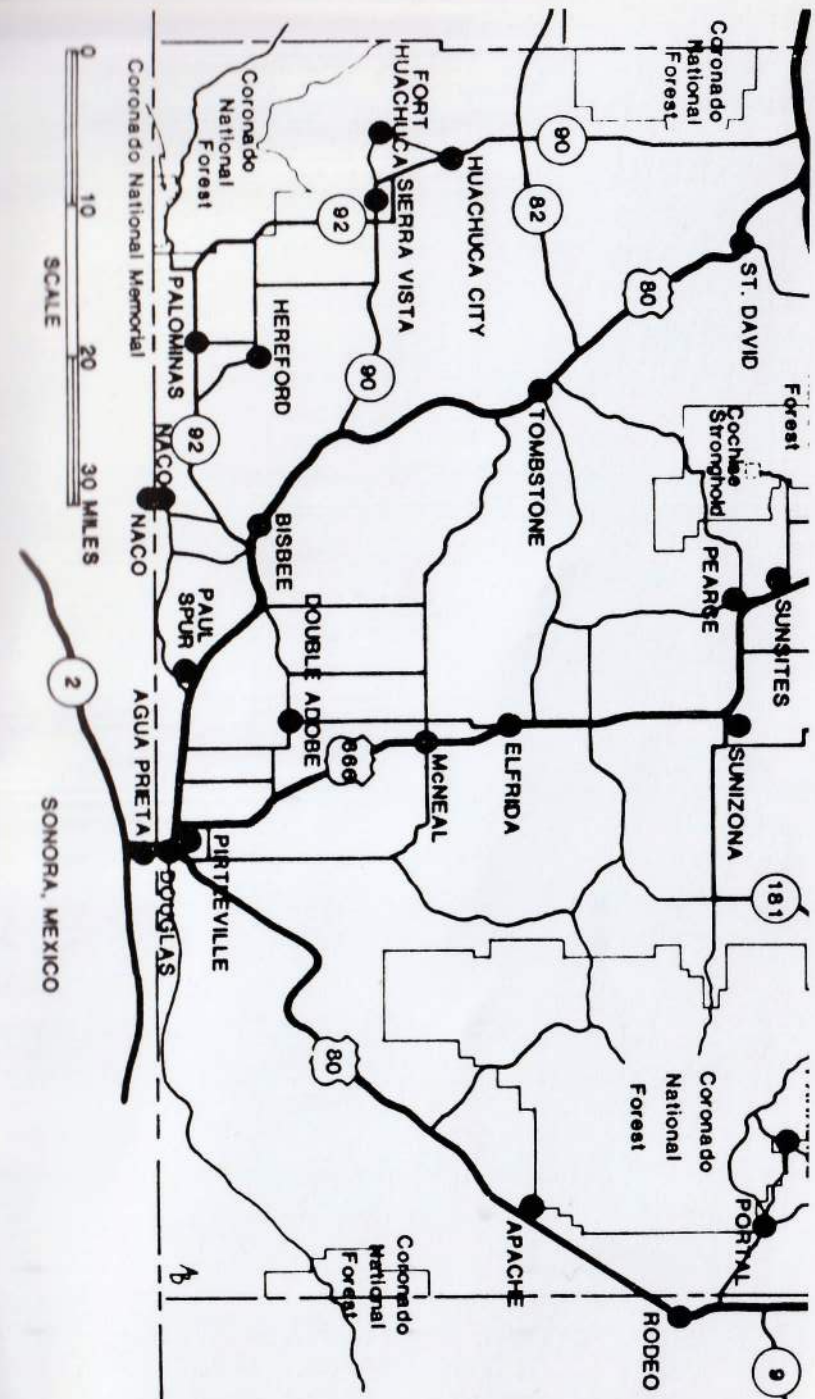 Coronado
National
Forest
90
82
ST. DAVID
80
HUACHUCA CITY
FORT
HUACHUCA
SIERRA VISTA
92
90
Coronado
National
Forest
HEREFORD
PALOMINAS
92
NACO
NACO
Coronado National Memorial
TOMBSTONE
Forest
Cochise
Stronghold
PEARCE
SUNSITES
SUNIZONA
BISBEE
DOUBLE ADOBE
PAUL
SPUR
ELFRIDA
McNEAL
666
181
PIRTLEVILLE
DOUGLAS
AGUA PRIETA
2
SONORA, MEXICO
80
Coronado
National
Forest
PORTAL
APACHE
RODEO
9
Coronado
National
Forest
0 10 20 30 MILES
SCALE